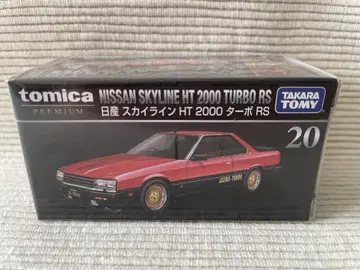 tomica
PREMIUM
NISSAN SKYLINE HT 2000 TURBO RS
日産 スカイライン HT 2000 ターボ RS
TAKARA
TOMY
20